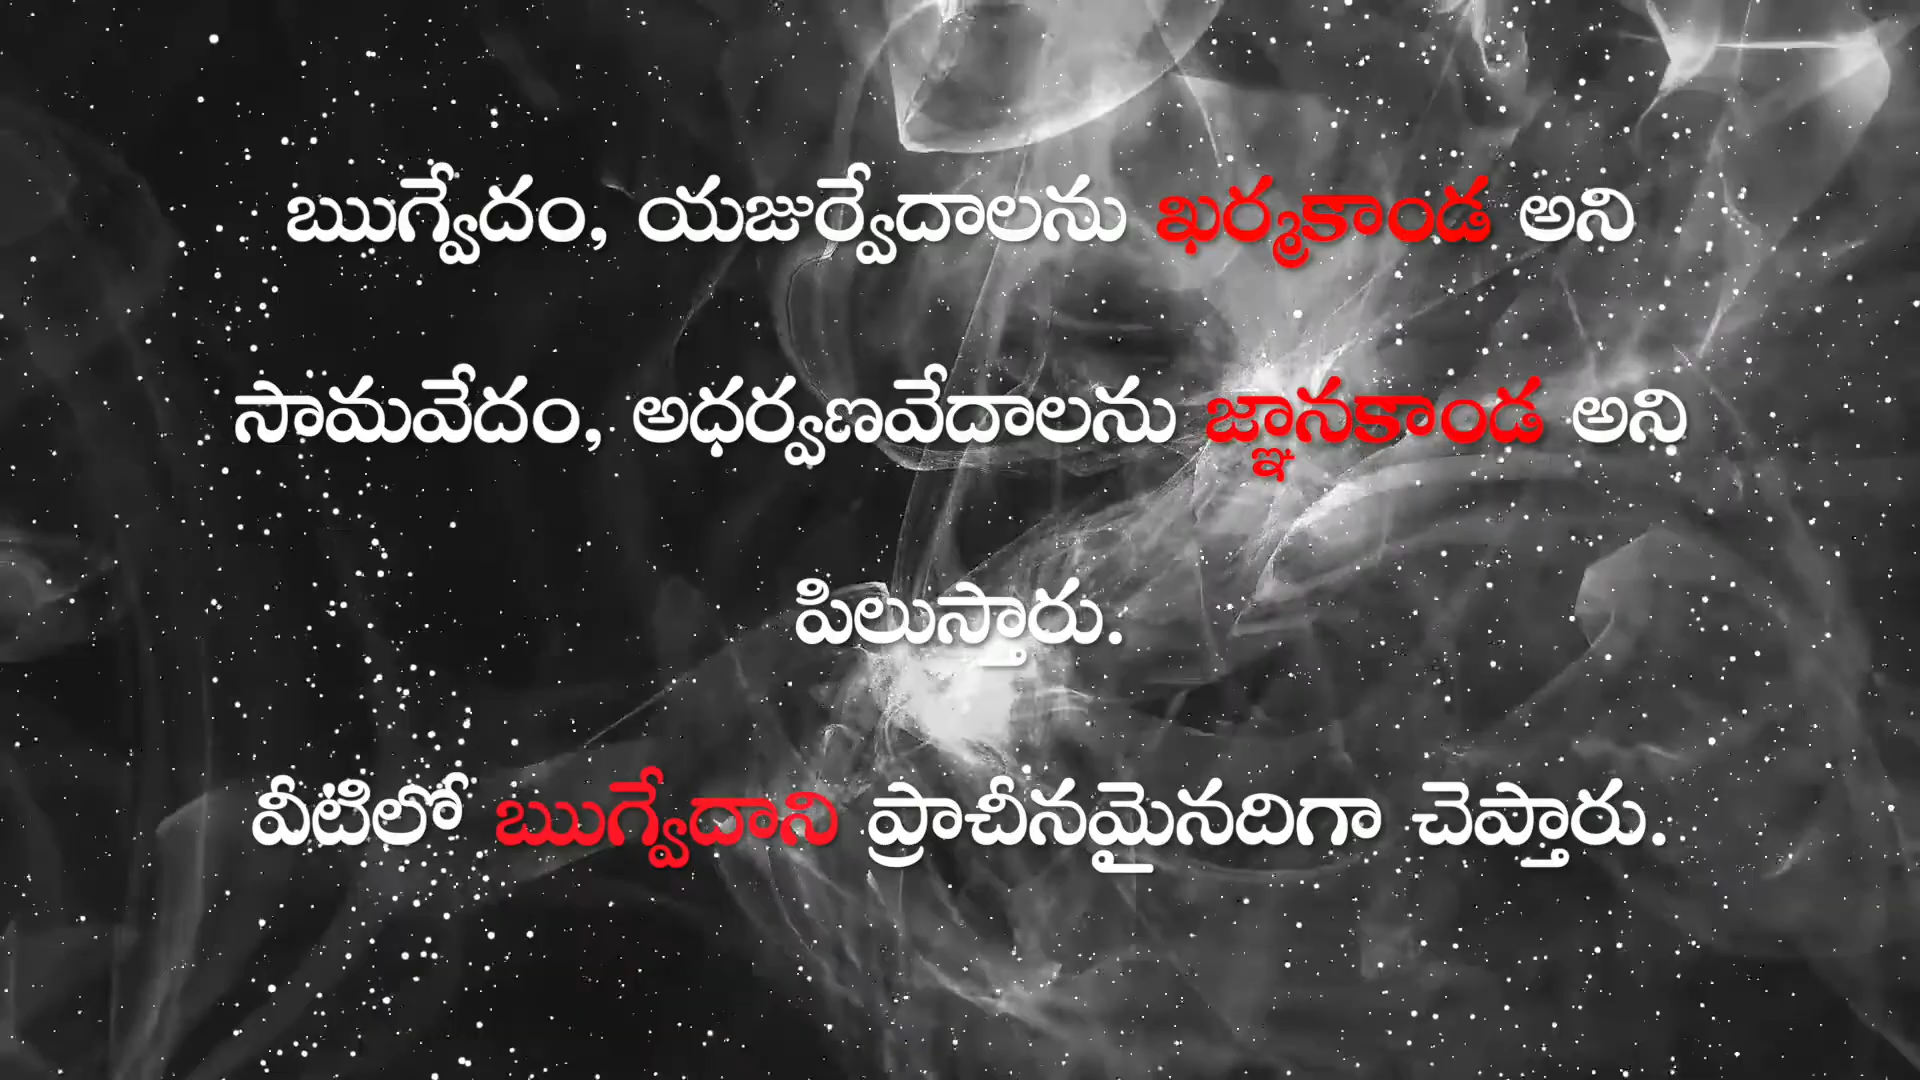 ఋగ్వేదం, యజుర్వేదాలను ఖర్మకాండ అని
సామవేదం, అధర్వణవేదాలను జ్ఞానకాండ అని
పిలుస్తారు.
వీటిలో ఋగ్వేదాని ప్రాచీనమైనదిగా చెప్తారు.